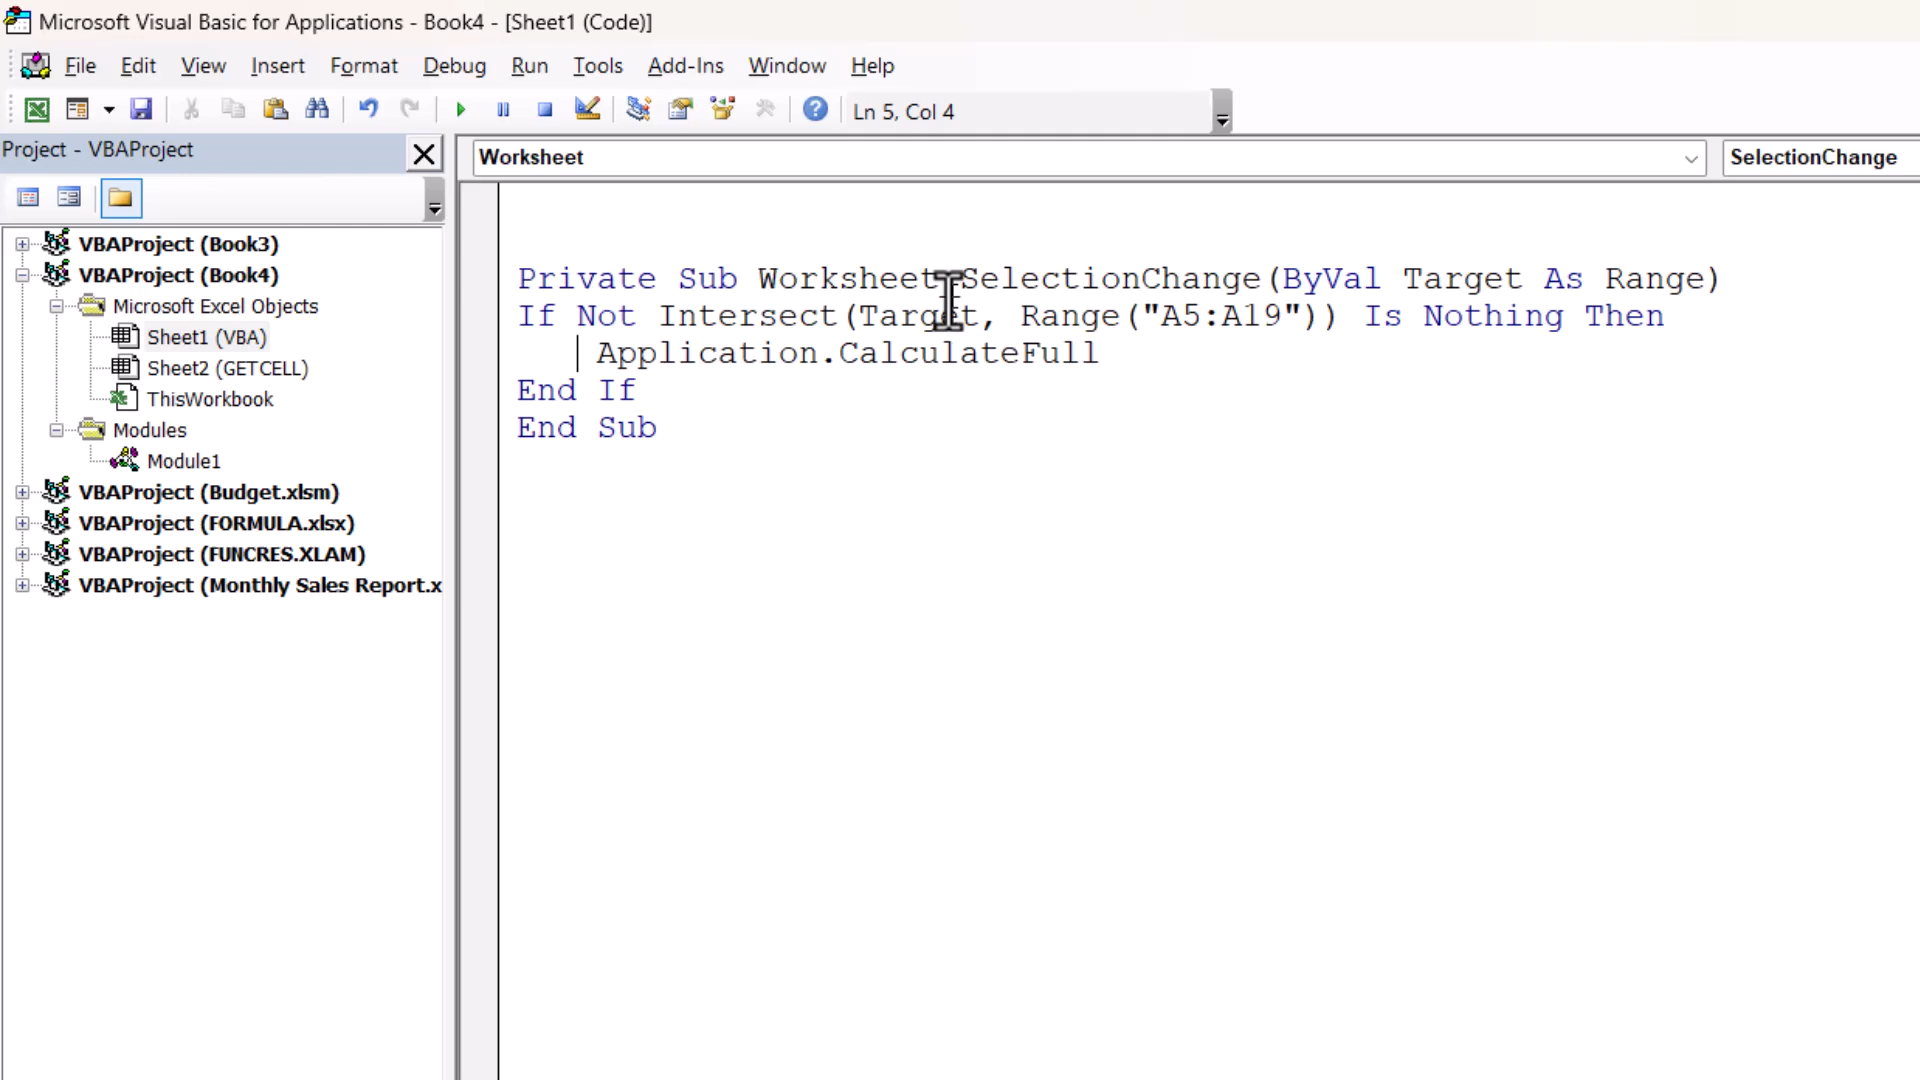 Microsoft Visual Basic for Applications - Book4 - [Sheet1 (Code)]
File Edit View Insert Format Debug Run Tools Add-Ins Window Help
Ln 5, Col 4
Project - VBAProject
Worksheet
SelectionChange
VBAProject (Book3)
VBAProject (Book4)
Microsoft Excel Objects
Sheet1 (VBA)
Sheet2 (GETCELL)
ThisWorkbook
Modules
Module1
VBAProject (Budget.xlsm)
VBAProject (FORMULA.xlsx)
VBAProject (FUNCRES.XLAM)
VBAProject (Monthly Sales Report.x
Private Sub Worksheet_SelectionChange(ByVal Target As Range)
If Not Intersect(Target, Range("A5:A19")) Is Nothing Then
Application.CalculateFull
End If
End Sub